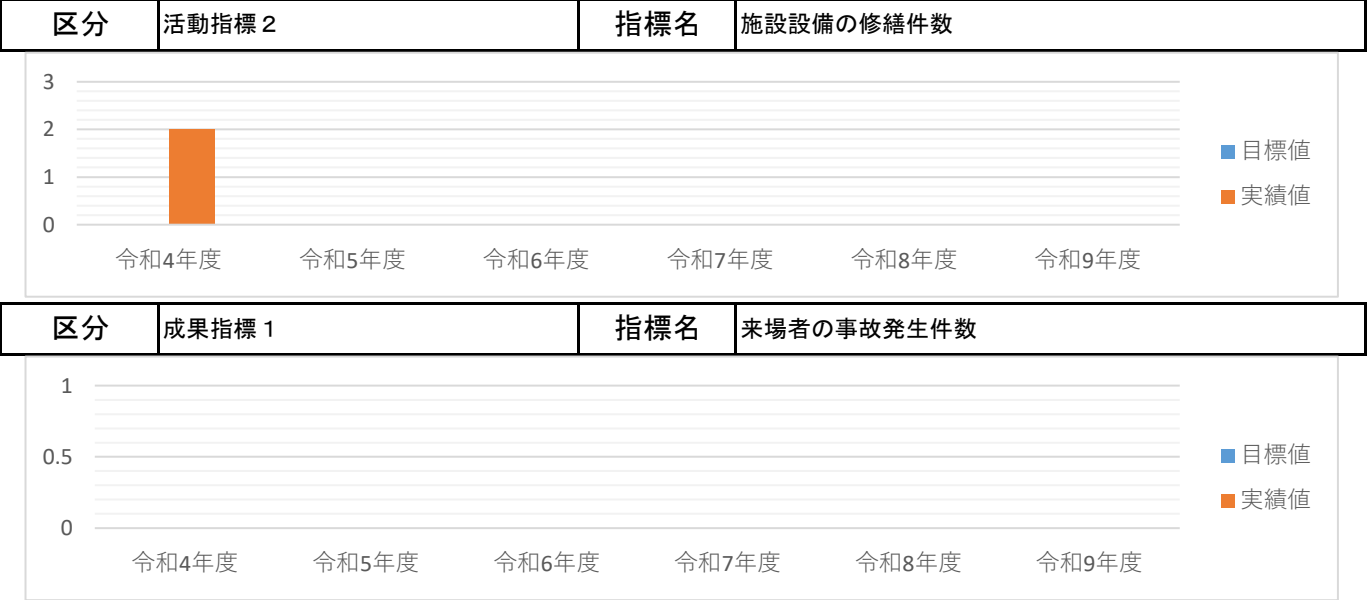 区分 活動指標２ 指標名 施設設備の修繕件数
3
2
1
0
令和4年度 令和5年度 令和6年度 令和7年度 令和8年度 令和9年度
目標値
実績値
区分 成果指標１ 指標名 来場者の事故発生件数
1
0.5
0
令和4年度 令和5年度 令和6年度 令和7年度 令和8年度 令和9年度
目標値
実績値